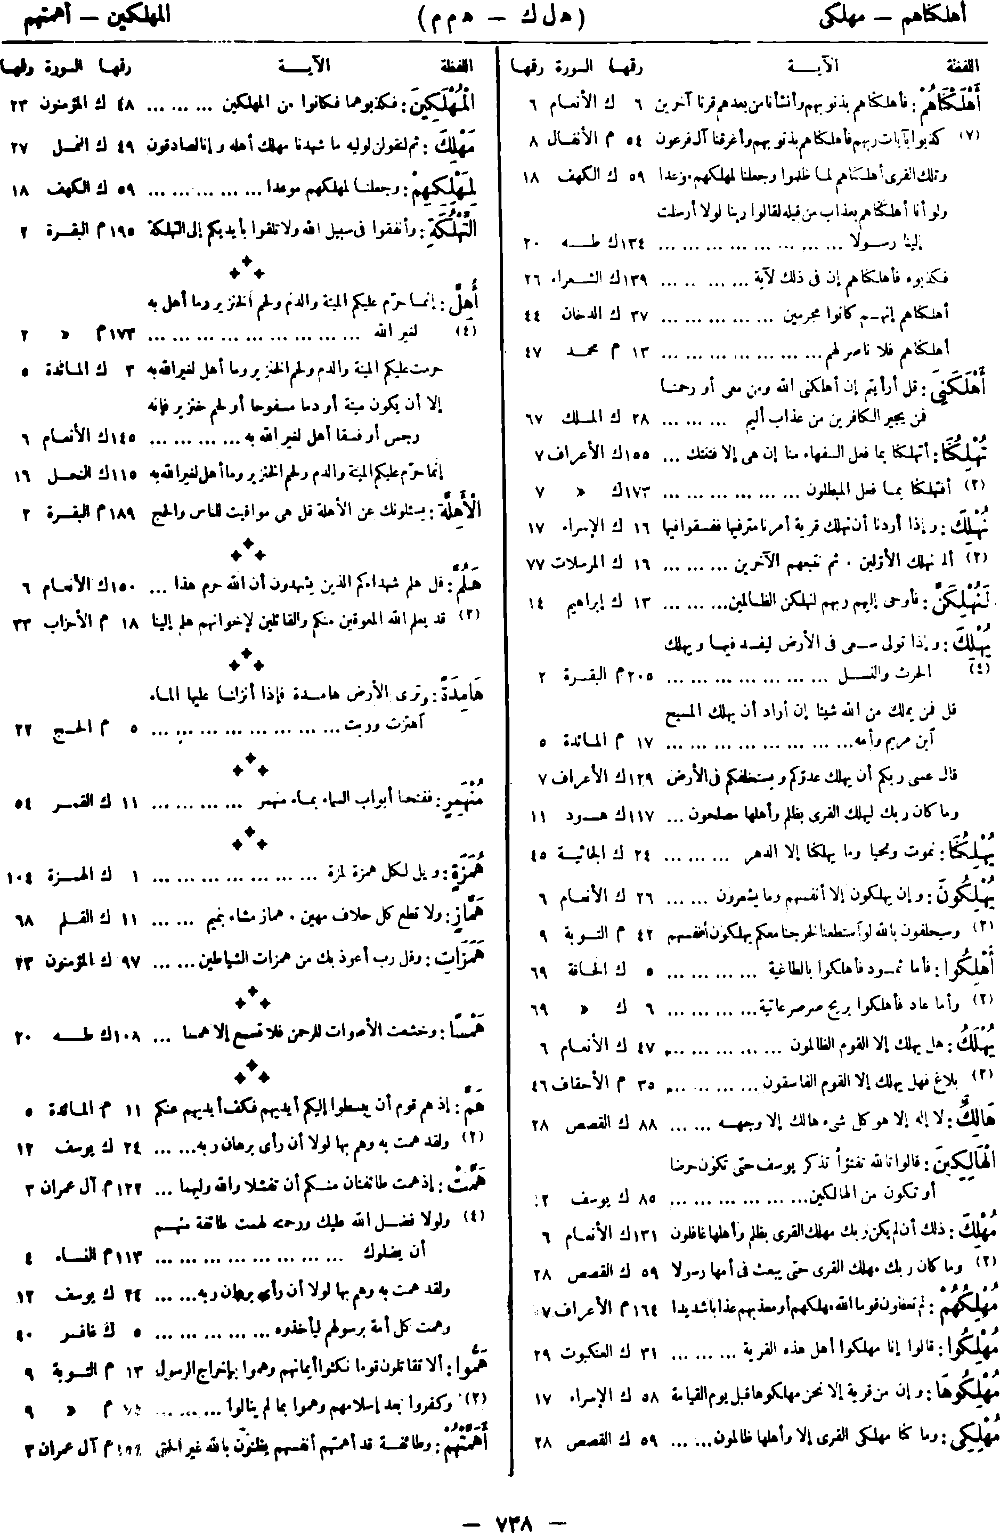 أهلكناهم – مهلكى
(ه ل ك – ه م م)
المهلكين – أهمتهم
اللفظة الآيــة رقمها السورة رقمها
أَهْلَكْنَاهُمْ: فأهلكناهم بذنوبهم وأنشأنا من بعدهم قرنا آخرين ٦ ك الأنعام ٦
(٧) كذبوا بآيات ربهم فأهلكناهم بذنوبهم وأغرقنا آل فرعون ٥٤ م الأنفال ٨
وتلك القرى أهلكناهم لما ظلموا وجعلنا لمهلكهم موعدا ٥٩ ك الكهف ١٨
ولو أنا أهلكناهم بعذاب من قبله لقالوا ربنا لولا أرسلت
إلينا رسولا ... ... ... ... ... ... ... ١٣٤ك طــه ٢٠
فكذبوه فأهلكناهم إن فى ذلك لآية ... ... ... ١٣٩ك الشعراء ٢٦
أهلكناهم إنهم كانوا مجرمين ... ... ... ... ٣٧ ك الدخان ٤٤
أهلكناهم فلا ناصر لهم ... ... ... ... ... ١٣ م محمد ٤٧
أَهْلَكَنِىَ: قل أرأيتم إن أهلكنى الله ومن معى أو رحمنا
فمن يجير الكافرين من عذاب أليم ... ... ... ٢٨ ك الملك ٦٧
تُهْلِكُنَا: أتهلكنا بما فعل السفهاء منا إن هى إلا فتنتك ... ١٥٥ك الأعراف ٧
(٢) أفتهلكنا بما فعل المبطلون ... ... ... ... ١٧٣ك » ٧
نُهْلِكَ: وإذا أردنا أن نهلك قرية أمرنا مترفيها ففسقوا فيها ١٦ ك الإسراء ١٧
(٢) ألم نهلك الأولين . ثم نتبعهم الآخرين ... ... ... ١٦ ك المرسلات ٧٧
لَنُهْلِكَنَّ: فأوحى إليهم ربهم لنهلكن الظالمين ... ... ... ١٣ ك إبراهيم ١٤
يُهْلِكَ: وإذا تولى سعى فى الأرض ليفسد فيها ويهلك
(٤) الحرث والنسل ... ... ... ... ... ... ٢٠٥م البقرة ٢
قل فمن يملك من الله شيئا إن أراد أن يهلك المسيح
آبن مريم وأمه ... ... ... ... ... ... ... ١٧ م المائدة ٥
قال عسى ربكم أن يهلك عدوّكم ويستخلفكم فى الأرض ١٢٩ك الأعراف ٧
وما كان ربك ليهلك القرى بظلم وأهلها مصلحون ... ١١٧ك هــود ١١
يُهْلِكُنَا: نموت ونحيا وما يهلكنا إلا الدهر ... ... ... ٢٤ ك الجاثية ٤٥
يُهْلِكُونَ: وإن يهلكون إلا أنفسهم وما يشعرون ... ... ٢٦ ك الأنعام ٦
(٢) وسيحلفون بالله لو آستطعنا لخرجنا معكم يهلكون أنفسهم ٤٢ م التوبة ٩
أُهْلِكُوا: فأما ثمود فأهلكوا بالطاغية ... ... ... ... ٥ ك الحاقة ٦٩
(٢) وأما عاد فأهلكوا بريح صرصر عاتية ... ... ... ٦ ك » ٦٩
يُهْلَكُ: هل يهلك إلا القوم الظالمون ... ... ... ... ٤٧ ك الأنعام ٦
(٢) بلاغ فهل يهلك إلا القوم الفاسقون ... ... ... ٣٥ م الأحقاف ٤٦
هَالِكٌ: لا إله إلا هو كل شىء هالك إلا وجهــه ... ... ٨٨ ك القصص ٢٨
الْهَالِكِينَ: قالوا تالله تفتؤا تذكر يوسف حتى تكون حرضا
أو تكون من الهالكين ... ... ... ... ... ٨٥ ك يوسف ١٢
مُهْلِكَ: ذلك أن لم يكن ربك مهلك القرى بظلم وأهلها غافلون ١٣١ك الأنعام ٦
(٢) وما كان ربك مهلك القرى حتى يبعث فى أمها رسولا ٥٩ ك القصص ٢٨
مُهْلِكُهُمْ: لم تعظون قوما الله مهلكهم أو معذبهم عذابا شديدا ١٦٤م الأعراف ٧
مُهْلِكُوا: قالوا إنا مهلكوا أهل هذه القرية ... ... ... ٣١ ك العنكبوت ٢٩
مُهْلِكُوهَا: وإن من قرية إلا نحن مهلكوها قبل يوم القيامة ٥٨ ك الإسراء ١٧
مُهْلِكِى: وما كنا مهلكى القرى إلا وأهلها ظالمون ... ... ٥٩ ك القصص ٢٨
اللفظة الآيــة رقمها السورة رقمها
الْمُهْلَكِينَ: فكذبوهما فكانوا من المهلكين ... ... ... ٤٨ ك المؤمنون ٢٣
مَهْلِكَ: ثم لنقولن لوليه ما شهدنا مهلك أهله وإنا لصادقون ٤٩ ك النمل ٢٧
لِمَهْلِكِهِمْ: وجعلنا لمهلكهم موعدا ... ... ... ... ٥٩ ك الكهف ١٨
التَّهْلُكَةِ: وأنفقوا فى سبيل الله ولا تلقوا بأيديكم إلى التهلكة ١٩٥م البقرة ٢
أُهِلَّ: إنما حرّم عليكم الميتة والدم ولحم الخنزير وما أهل به
(٤) لغير الله ... ... ... ... ... ... ... ١٧٣م » ٢
حرمت عليكم الميتة والدم ولحم الخنزير وما أهل لغير الله به ٣ ك المائدة ٥
إلا أن يكون ميتة أو دما مسفوحا أو لحم خنزير فإنه
رجس أو فسقا أهل لغير الله به ... ... ... ... ١٤٥ك الأنعام ٦
إنما حرّم عليكم الميتة والدم ولحم الخنزير وما أهل لغير الله به ١١٥ك النحل ١٦
الْأَهِلَّةِ: يسئلونك عن الأهلة قل هى مواقيت للناس والحج ١٨٩م البقرة ٢
هَلُمَّ: قل هلم شهداءكم الذين يشهدون أن الله حرم هذا ... ١٥٠ك الأنعام ٦
(٢) قد يعلم الله المعوقين منكم والقائلين لإخوانهم هلم إلينا ١٨ م الأحزاب ٣٣
هَامِدَةً: وترى الأرض هامدة فإذا أنزلنا عليها الماء
آهتزت وربت ... ... ... ... ... ... ... ٥ م الحج ٢٢
مُنْهَمِرٍ: ففتحنا أبواب السماء بماء منهمر ... ... ... ١١ ك القمر ٥٤
هُمَزَةٍ: ويل لكل همزة لمزة ... ... ... ... ... ١ ك الهمزة ١٠٤
هَمَّازٍ: ولا تطع كل حلاف مهين . هماز مشاء بنميم ... ... ١١ ك القلم ٦٨
هَمَزَاتِ: وقل رب أعوذ بك من همزات الشياطين ... ... ٩٧ ك المؤمنون ٢٣
هَمْسًا: وخشعت الأصوات للرحمن فلا تسمع إلا همسا ... ١٠٨ك طــه ٢٠
هَمَّ: إذ هم قوم أن يبسطوا إليكم أيديهم فكف أيديهم عنكم ١١ م المائدة ٥
(٢) ولقد همت به وهم بها لولا أن رأى برهان ربه ... ... ٢٤ ك يوسف ١٢
هَمَّتْ: إذ همت طائفتان منكم أن تفشلا والله وليهما ... ١٢٢م آل عمران ٣
(٤) ولولا فضل الله عليك ورحمته لهمت طائفة منهم
أن يضلوك ... ... ... ... ... ... ... ١١٣م النساء ٤
ولقد همت به وهم بها لولا أن رأى برهان ربه ... ... ٢٤ ك يوسف ١٢
وهمت كل أمة برسولهم ليأخذوه ... ... ... ... ٥ ك غافر ٤٠
هَمُّوا: ألا تقاتلون قوما نكثوا أيمانهم وهموا بإخراج الرسول ١٣ م التوبة ٩
(٢) وكفروا بعد إسلامهم وهموا بما لم ينالوا ... ... ... ٧٤ م » ٩
أَهَمَّتْهُمْ: وطائفة قد أهمتهم أنفسهم يظنون بالله غير الحق ١٥٤م آل عمران ٣
– ٧٣٨ –